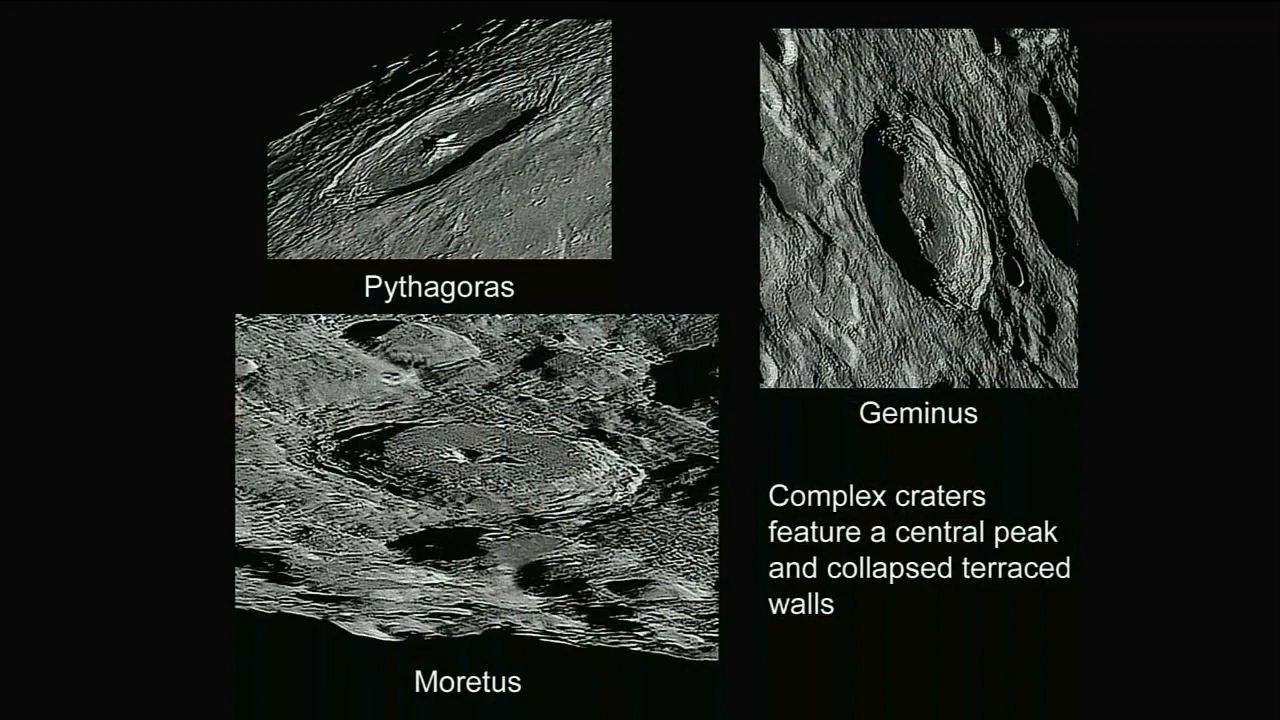 Pythagoras
Geminus
Complex craters
feature a central peak
and collapsed terraced
walls
Moretus